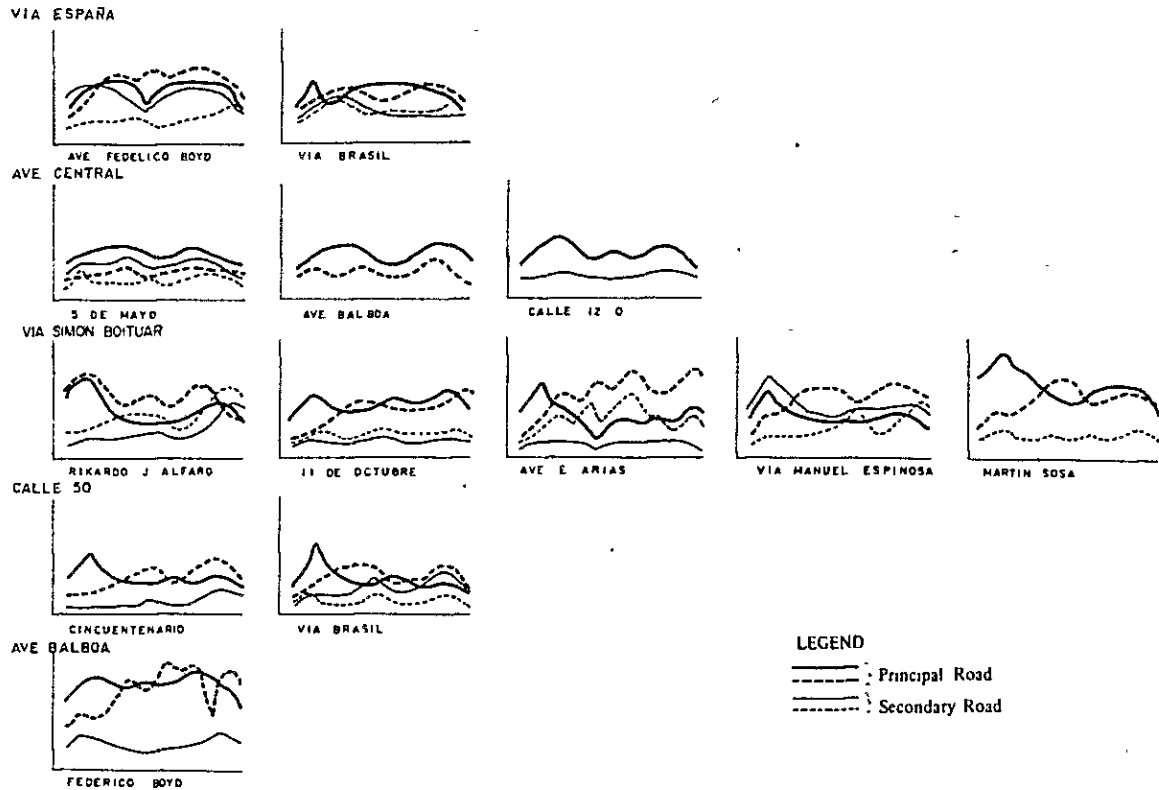 VIA ESPAÑA
AVE FEDELICO BOYD
VIA BRASIL
AVE CENTRAL
5 DE MAYO
AVE BALBOA
CALLE 12 O
VIA SIMON BOITUAR
RIKARDO J ALFARO
11 DE OCTUBRE
AVE E ARIAS
VIA MANUEL ESPINOSA
MARTIN SOSA
CALLE 50
CINCUENTENARIO
VIA BRASIL
AVE BALBOA
FEDERICO BOYD
LEGEND
Principal Road
Secondary Road